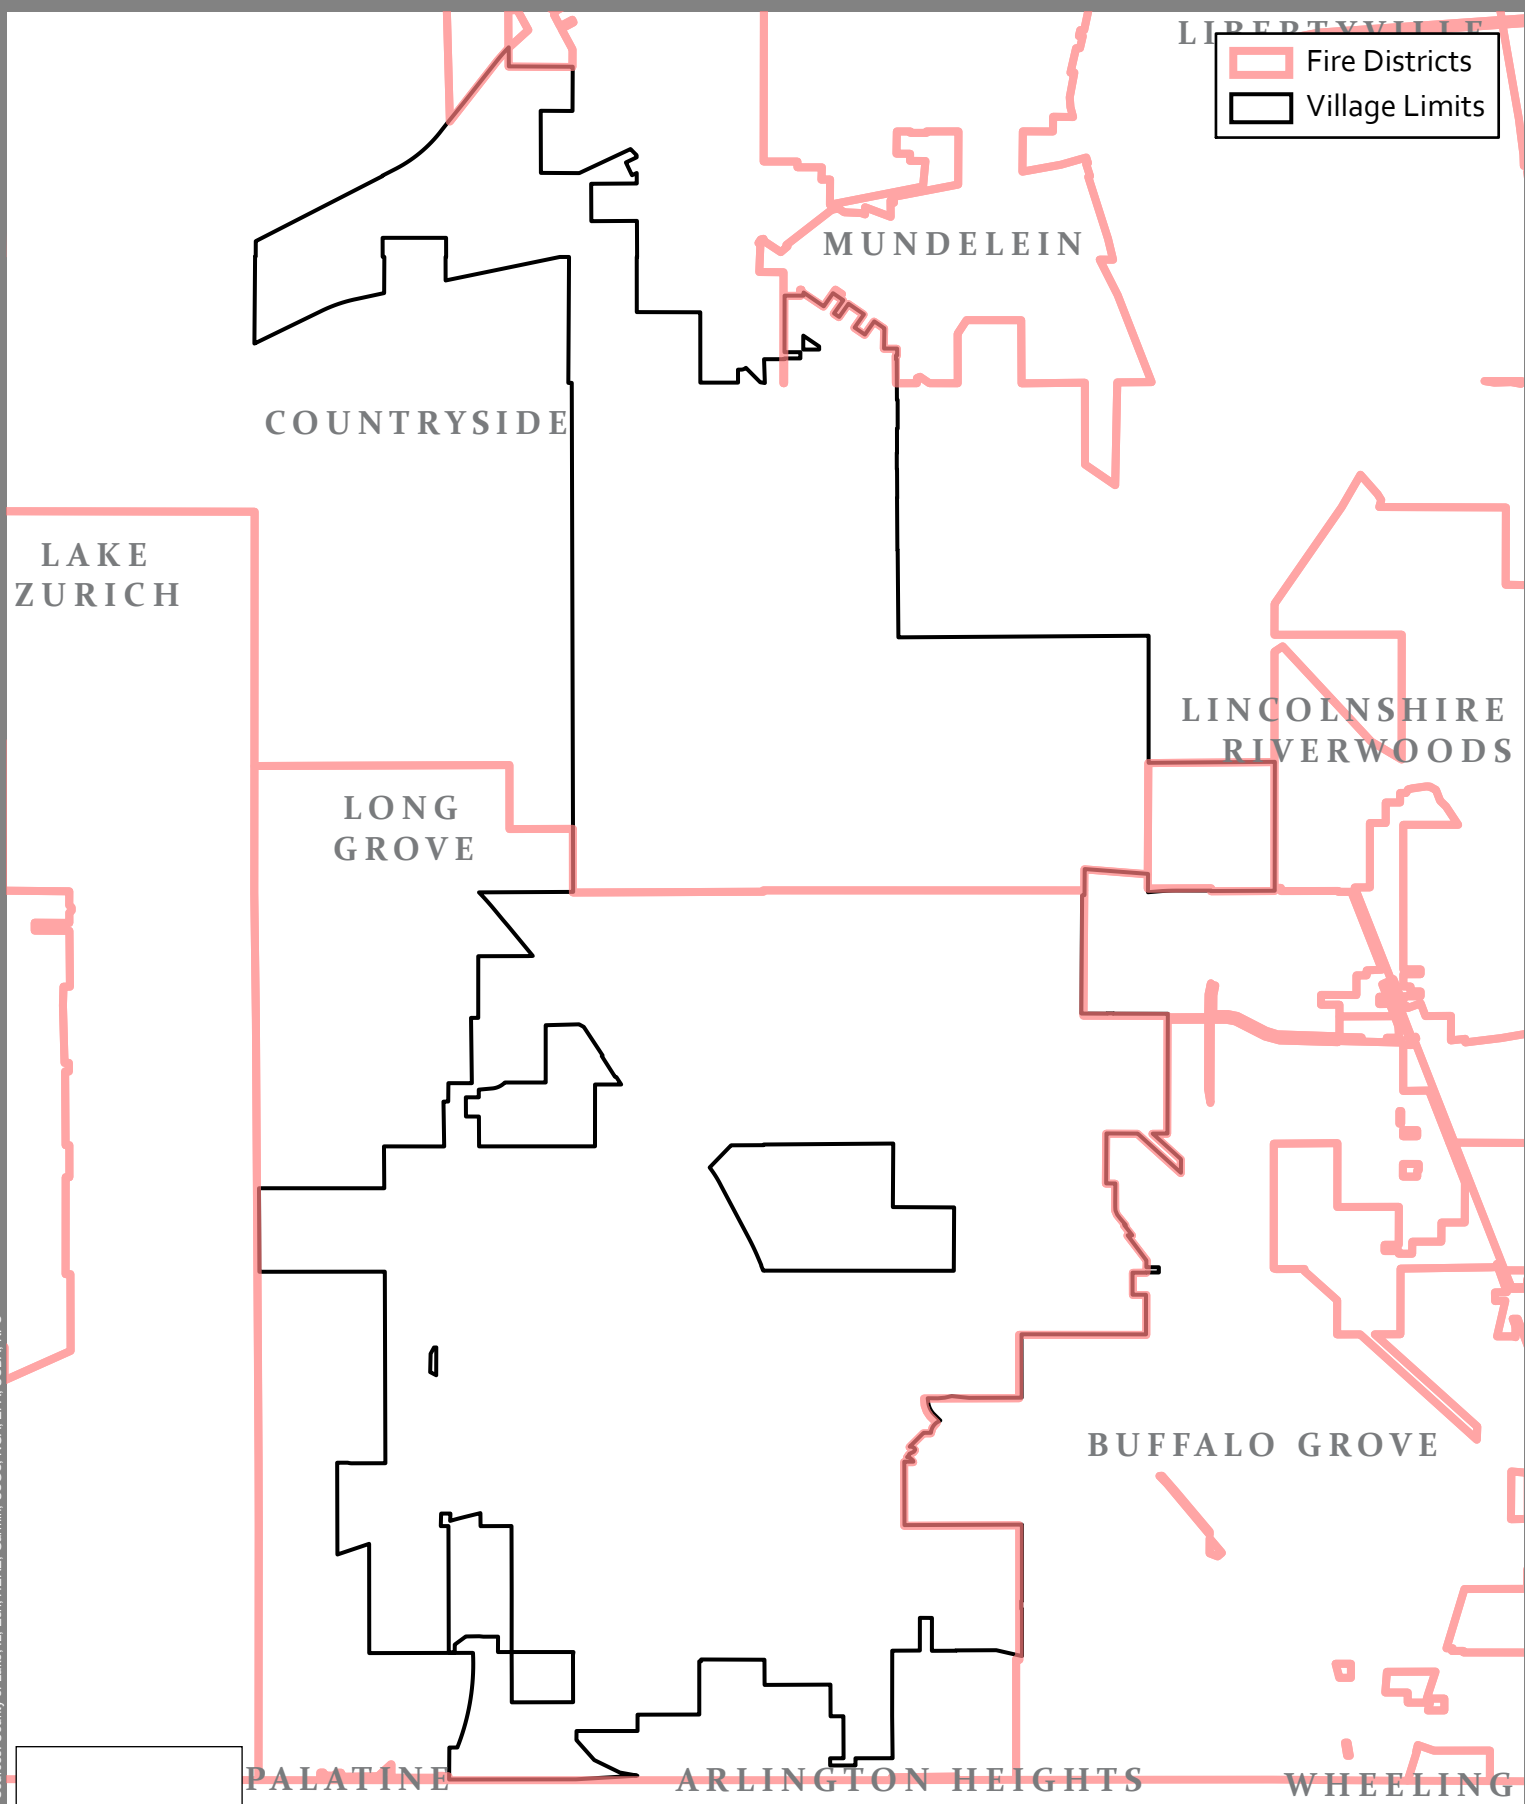 LIBERTYVILLE
Fire Districts
Village Limits
MUNDELEIN
COUNTRYSIDE
LAKE
ZURICH
LINCOLNSHIRE
RIVERWOODS
LONG
GROVE
BUFFALO GROVE
PALATINE
ARLINGTON HEIGHTS
WHEELING